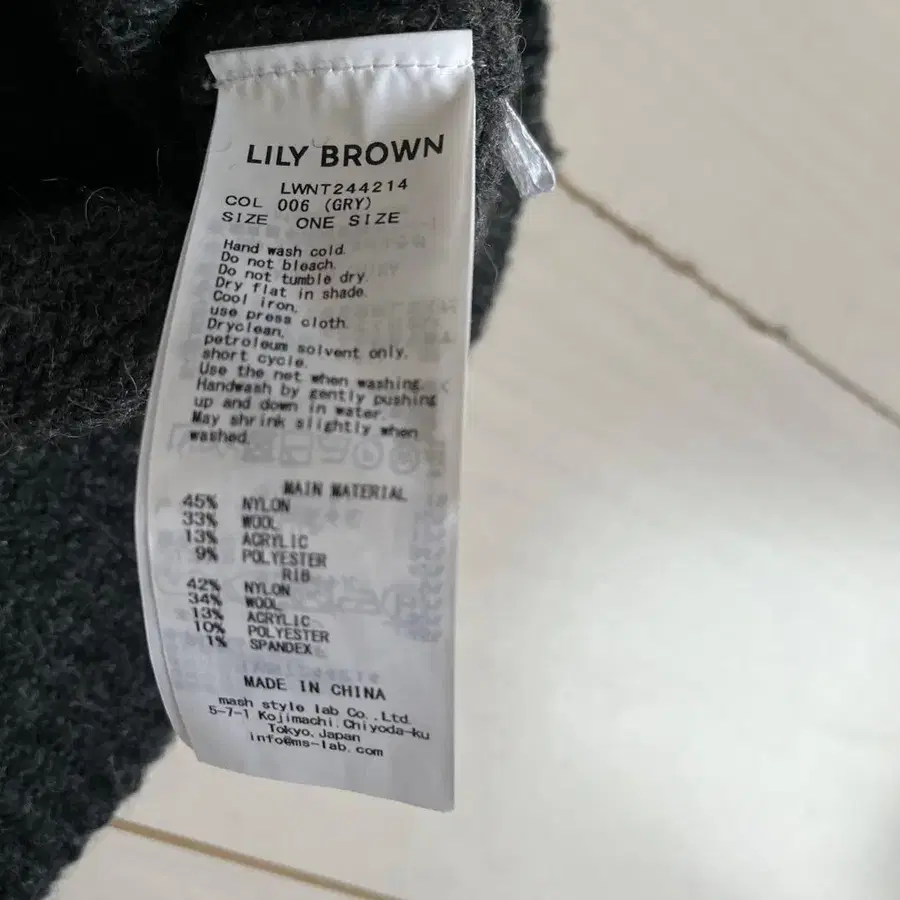 LILY BROWN
LWNT244214
COL 006 (GRY)
SIZE ONE SIZE
Hand wash cold.
Do not bleach.
Do not tumble dry.
Dry flat in shade.
Cool iron,
use press cloth.
Dryclean,
petroleum solvent only,
short cycle.
Use the net when washing.
Handwash by gently pushing
up and down in water.
May shrink slightly when
washed.
MAIN MATERIAL
45% NYLON
33% WOOL
13% ACRYLIC
9% POLYESTER
RIB
42% NYLON
34% WOOL
13% ACRYLIC
10% POLYESTER
1% SPANDEX
MADE IN CHINA
mash style lab Co.,Ltd.
5-7-1 Kojimachi.Chiyoda-ku
Tokyo.Japan
info@ms-lab.com